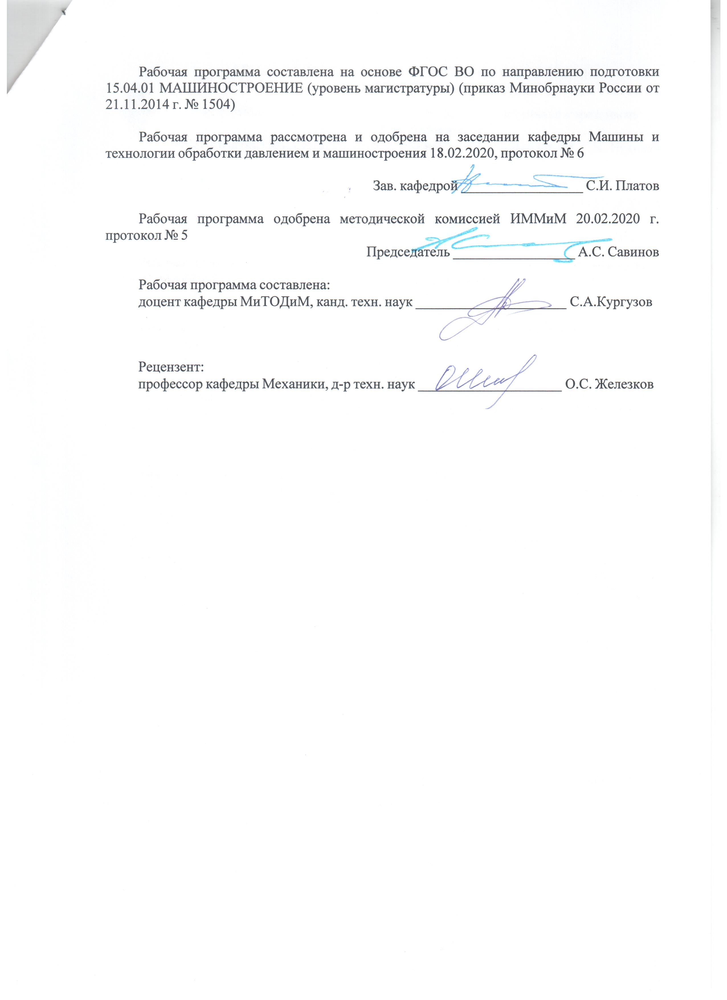 Рабочая программа составлена на основе ФГОС ВО по направлению подготовки
15.04.01 МАШИНОСТРОЕНИЕ (уровень магистратуры) (приказ Минобрнауки России от
21.11.2014 г. № 1504)
Рабочая программа рассмотрена и одобрена на заседании кафедры Машины и
технологии обработки давлением и машиностроения 18.02.2020, протокол № 6
Зав. кафедрой С.И. Платов
Рабочая программа одобрена методической комиссией ИММиМ 20.02.2020 г.
протокол № 5
Председатель А.С. Савинов
Рабочая программа составлена:
доцент кафедры МиТОДиМ, канд. техн. наук С.А.Кургузов
Рецензент:
профессор кафедры Механики, д-р техн. наук О.С. Железков